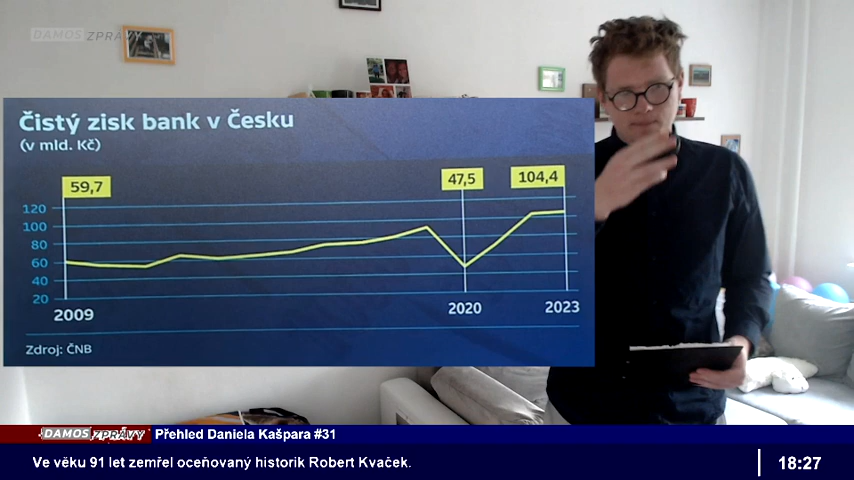 DAMOS ZPRÁVY
Čistý zisk bank v Česku
(v mld. Kč)
59,7
47,5
104,4
120
100
80
60
40
20
2009
2020
2023
Zdroj: ČNB
DAMOS ZPRÁVY Přehled Daniela Kašpara #31
Ve věku 91 let zemřel oceňovaný historik Robert Kvaček.
18:27